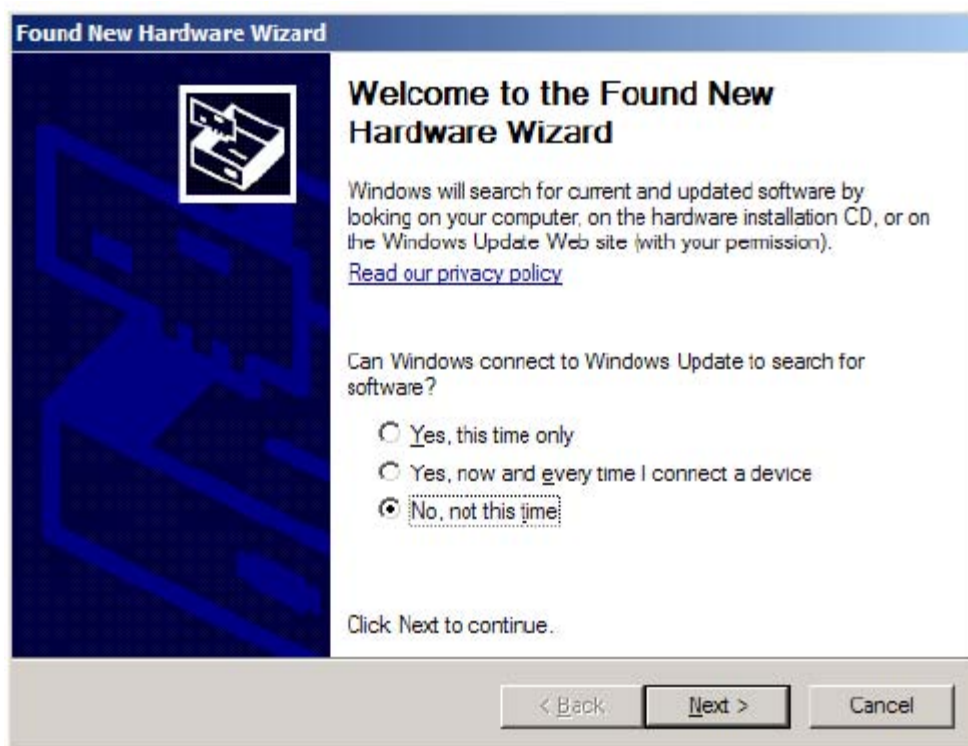 Found New Hardware Wizard
Welcome to the Found New
Hardware Wizard
Windows will search for current and updated software by
looking on your computer, on the hardware installation CD, or on
the Windows Update Web site (with your permission).
Read our privacy policy
Can Windows connect to Windows Update to search for
software?
Yes, this time only
Yes, now and every time I connect a device
No, not this time
Click Next to continue.
< Back
Next >
Cancel